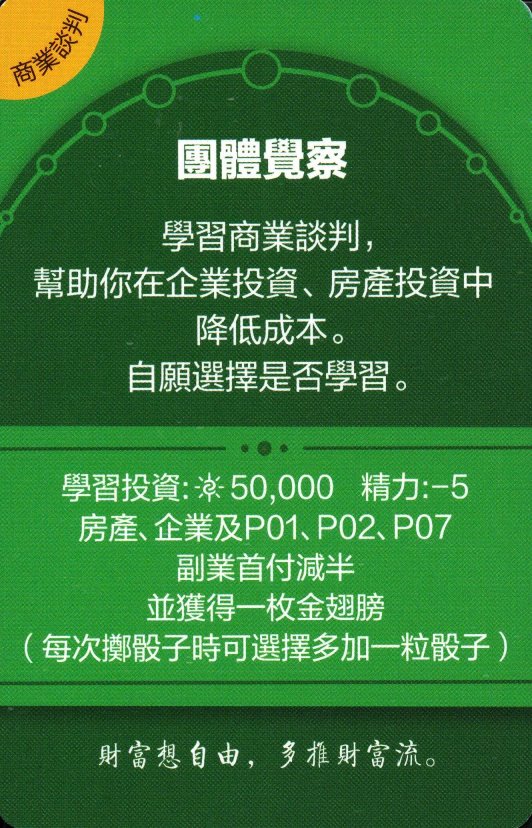 商業談判
團體覺察
學習商業談判，
幫助你在企業投資、房產投資中
降低成本。
自願選擇是否學習。
學習投資:50,000 精力:-5
房產、企業及P01、P02、P07
副業首付減半
並獲得一枚金翅膀
（每次擲骰子時可選擇多加一粒骰子）
財富想自由，多推財富流。